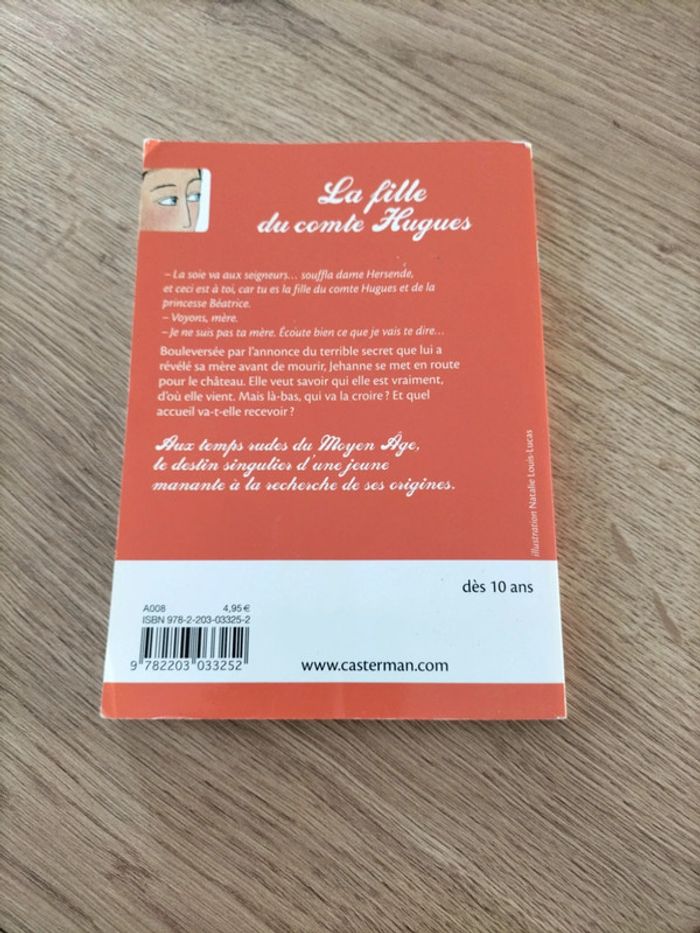 La fille
du comte Hugues
– La soie va aux seigneurs… souffla dame Hersende,
et ceci est à toi, car tu es la fille du comte Hugues et de la
princesse Béatrice.
– Voyons, mère.
– Je ne suis pas ta mère. Écoute bien ce que je vais te dire…
Bouleversée par l'annonce du terrible secret que lui a
révélé sa mère avant de mourir, Jehanne se met en route
pour le château. Elle veut savoir qui elle est vraiment,
d'où elle vient. Mais là-bas, qui va la croire ? Et quel
accueil va-t-elle recevoir ?
Aux temps rudes du Moyen Âge,
le destin singulier d'une jeune
manante à la recherche de ses origines.
illustration Natalie Louis-Lucas
dès 10 ans
A008 4,95 €
ISBN 978-2-203-03325-2
9 782203 033252
www.casterman.com